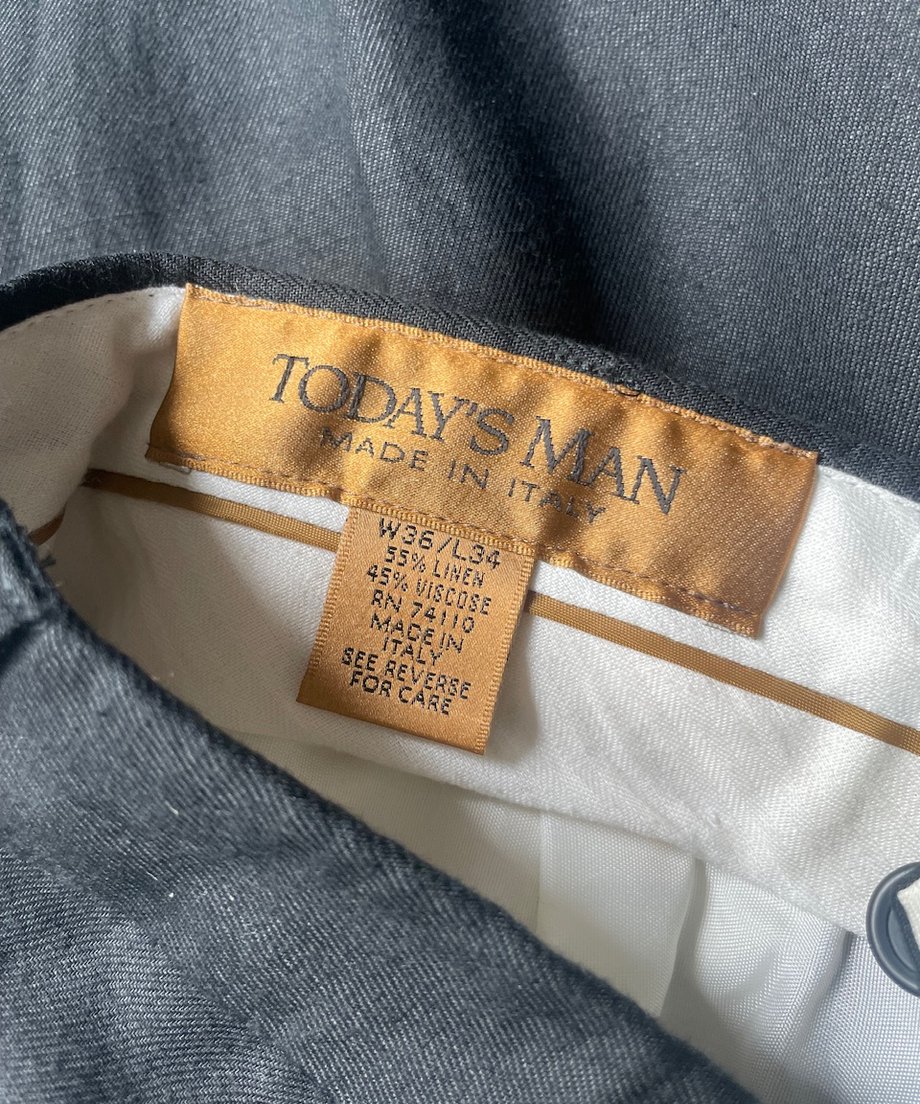 TODAY'S MAN
MADE IN ITALY
W36/L34
55% LINEN
45% VISCOSE
RN 74110
MADE IN
ITALY
SEE REVERSE
FOR CARE